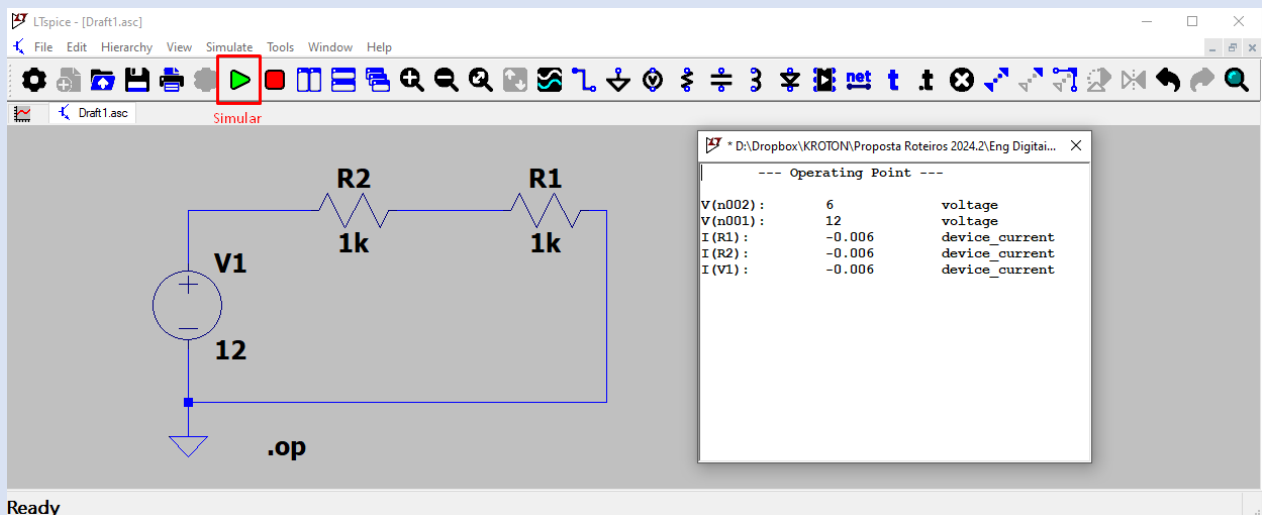 LTspice - [Draft1.asc]
File Edit Hierarchy View Simulate Tools Window Help
net t .t
Draft1.asc
Simular
R2
R1
1k
1k
V1
12
.op
* D:\Dropbox\KROTON\Proposta Roteiros 2024.2\Eng Digitai...
--- Operating Point ---
V(n002): 6 voltage
V(n001): 12 voltage
I(R1): -0.006 device_current
I(R2): -0.006 device_current
I(V1): -0.006 device_current
Ready